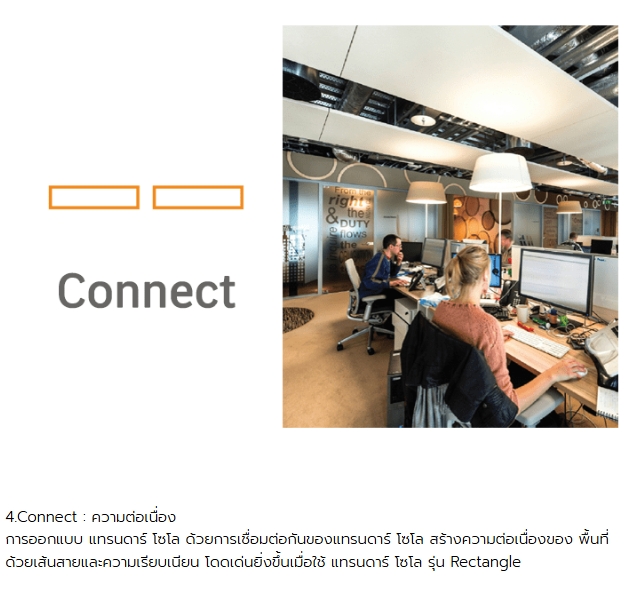 From the
right
& the
DUTY
flows
the
Connect
4.Connect : ความต่อเนื่อง
การออกแบบ แทรนดาร์ โซโล ด้วยการเชื่อมต่อกันของแทรนดาร์ โซโล สร้างความต่อเนื่องของ พื้นที่
ด้วยเส้นสายและความเรียบเนียน โดดเด่นยิ่งขึ้นเมื่อใช้ แทรนดาร์ โซโล รุ่น Rectangle